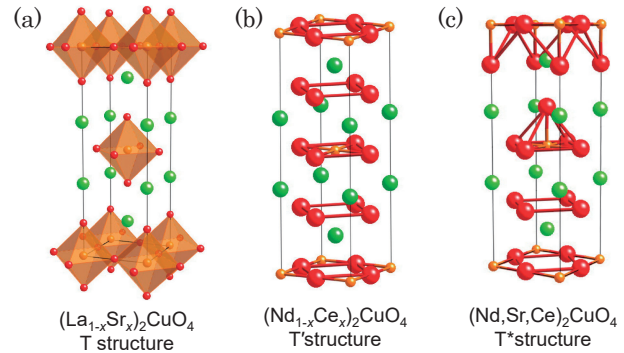 (a)
(b)
(c)
(La₁₋ₓSrₓ)₂CuO₄
T structure
(Nd₁₋ₓCeₓ)₂CuO₄
T′structure
(Nd,Sr,Ce)₂CuO₄
T*structure